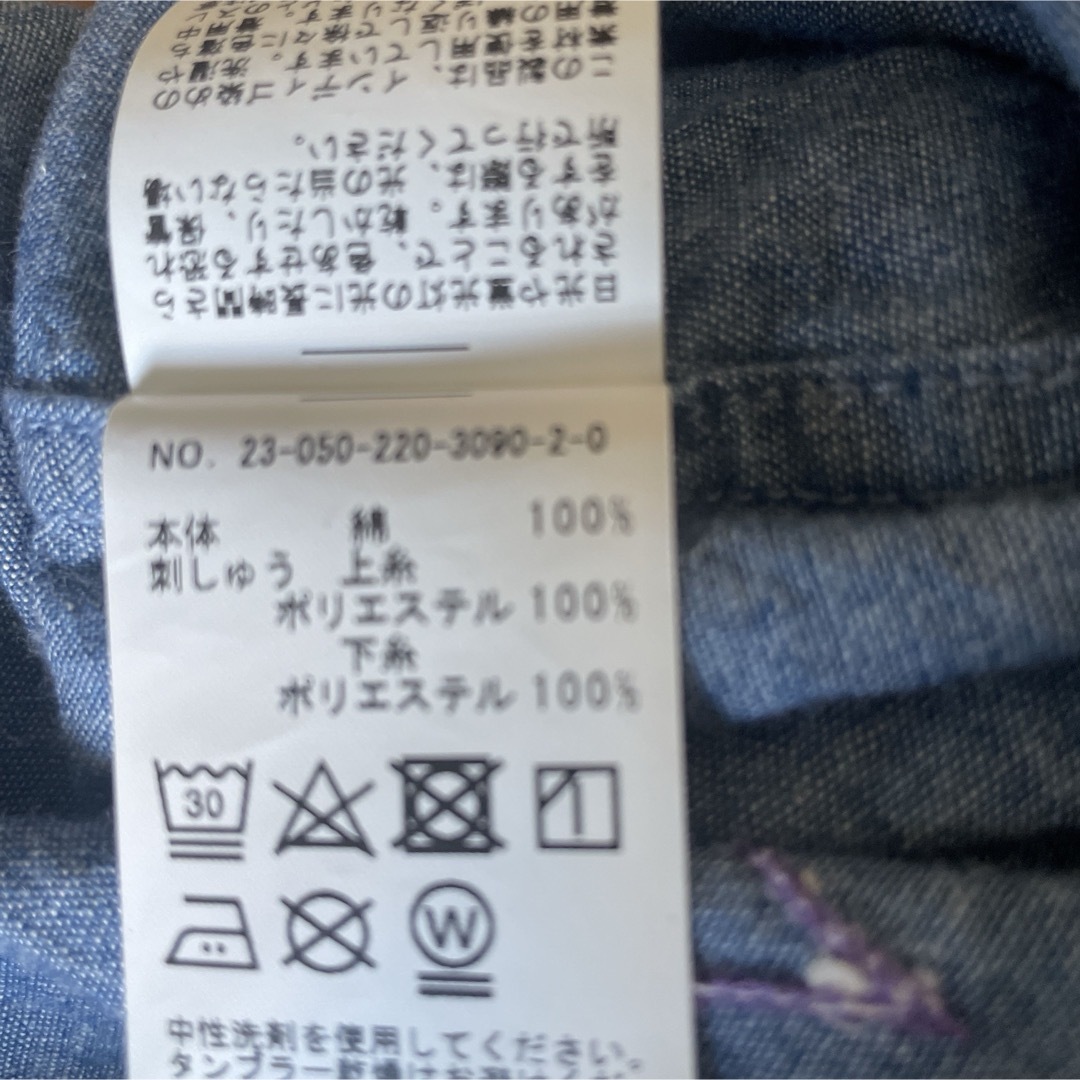 日光や蛍光灯の光に長時間さら
されることで、色あせする恐れ
があります。乾かしたり、保管
をする際は、光の当たらない場
所で行ってください。
この製品は、インディゴ染めの
素材を使用しています。洗濯や
NO. 23-050-220-3090-2-0
本体 綿 100%
刺しゅう 上糸
ポリエステル 100%
下糸
ポリエステル 100%
30
W
中性洗剤を使用してください。
タンブラー乾燥はお避けくだ